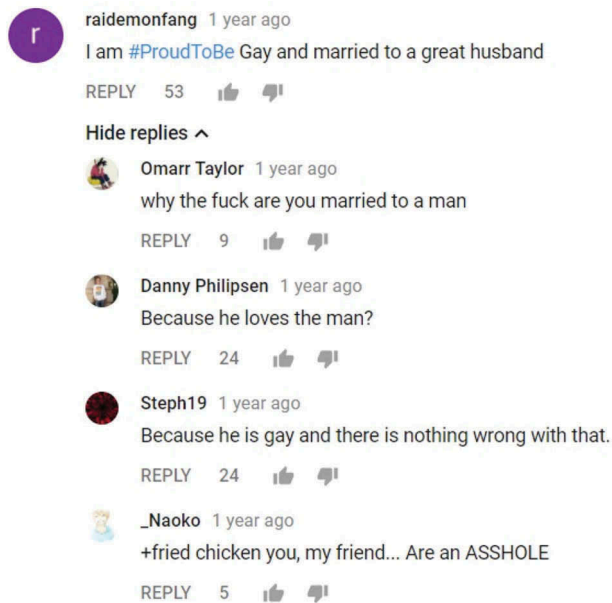 r
raidemonfang 1 year ago
I am #ProudToBe Gay and married to a great husband
REPLY 53
Hide replies
Omarr Taylor 1 year ago
why the fuck are you married to a man
REPLY 9
Danny Philipsen 1 year ago
Because he loves the man?
REPLY 24
Steph19 1 year ago
Because he is gay and there is nothing wrong with that.
REPLY 24
_Naoko 1 year ago
+fried chicken you, my friend... Are an ASSHOLE
REPLY 5